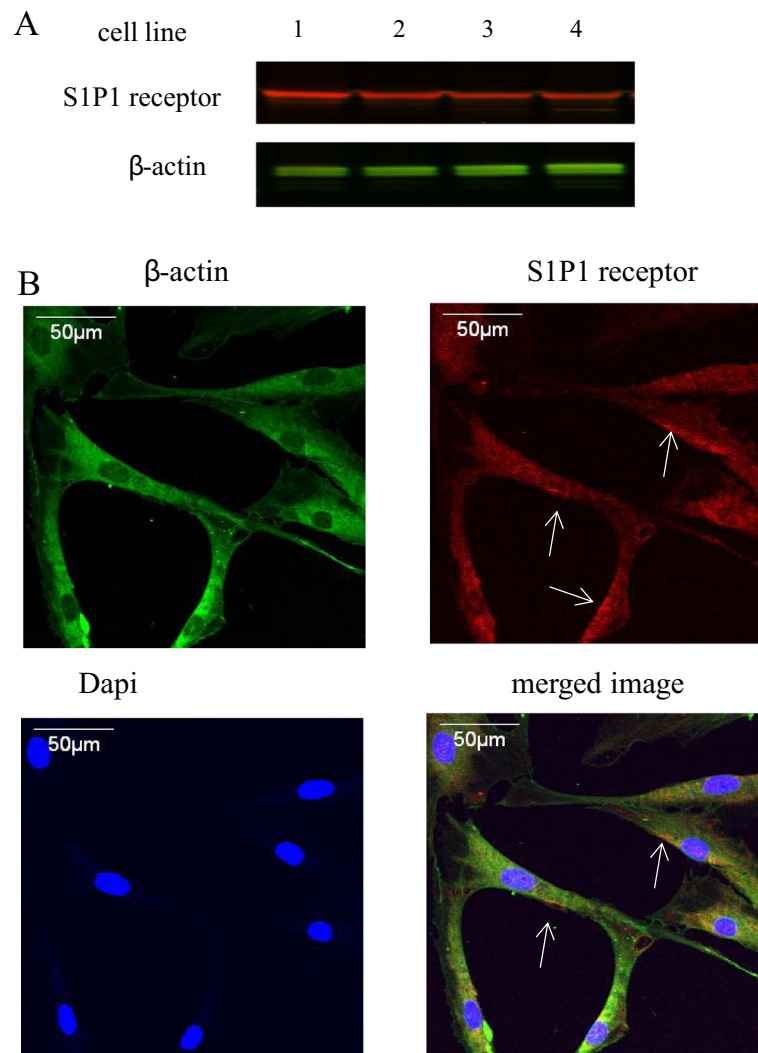 A
cell line 1 2 3 4
S1P1 receptor
β-actin
B
β-actin S1P1 receptor
50µm 50µm
Dapi merged image
50µm 50µm